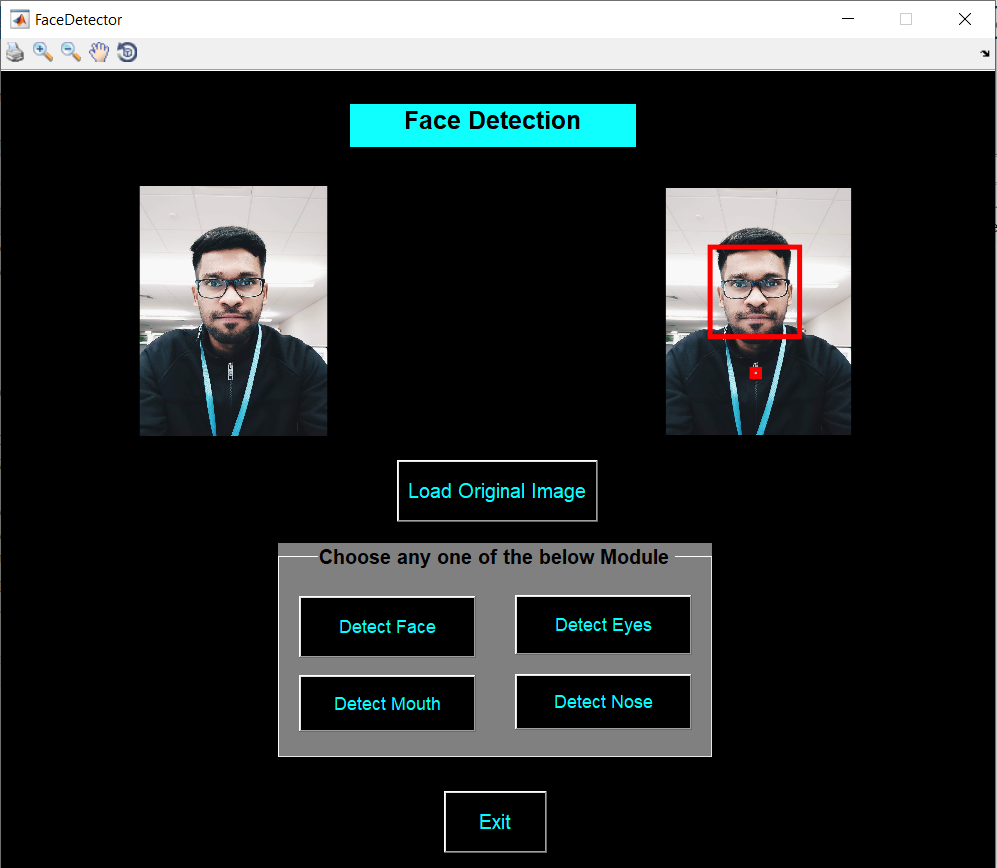 FaceDetector
Face Detection
Load Original Image
Choose any one of the below Module
Detect Face
Detect Eyes
Detect Mouth
Detect Nose
Exit